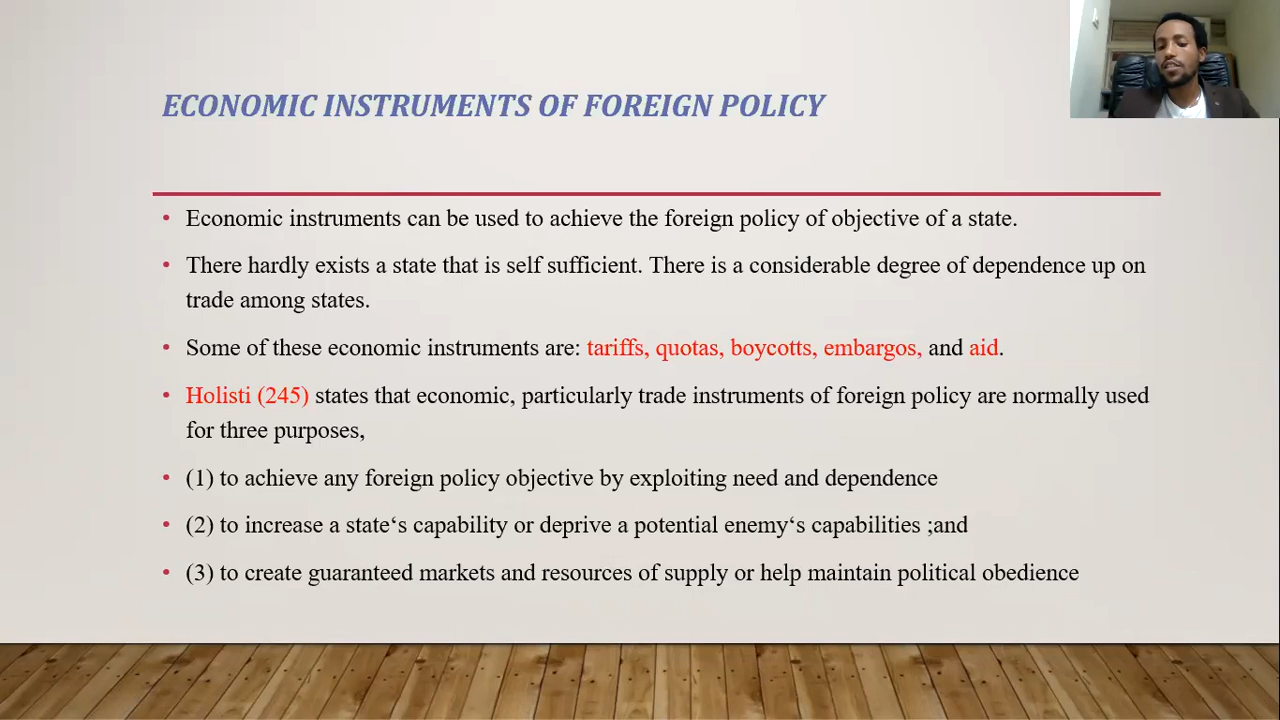 ECONOMIC INSTRUMENTS OF FOREIGN POLICY
• Economic instruments can be used to achieve the foreign policy of objective of a state.
• There hardly exists a state that is self sufficient. There is a considerable degree of dependence up on
trade among states.
• Some of these economic instruments are: tariffs, quotas, boycotts, embargos, and aid.
• Holisti (245) states that economic, particularly trade instruments of foreign policy are normally used
for three purposes,
• (1) to achieve any foreign policy objective by exploiting need and dependence
• (2) to increase a state‘s capability or deprive a potential enemy‘s capabilities ;and
• (3) to create guaranteed markets and resources of supply or help maintain political obedience